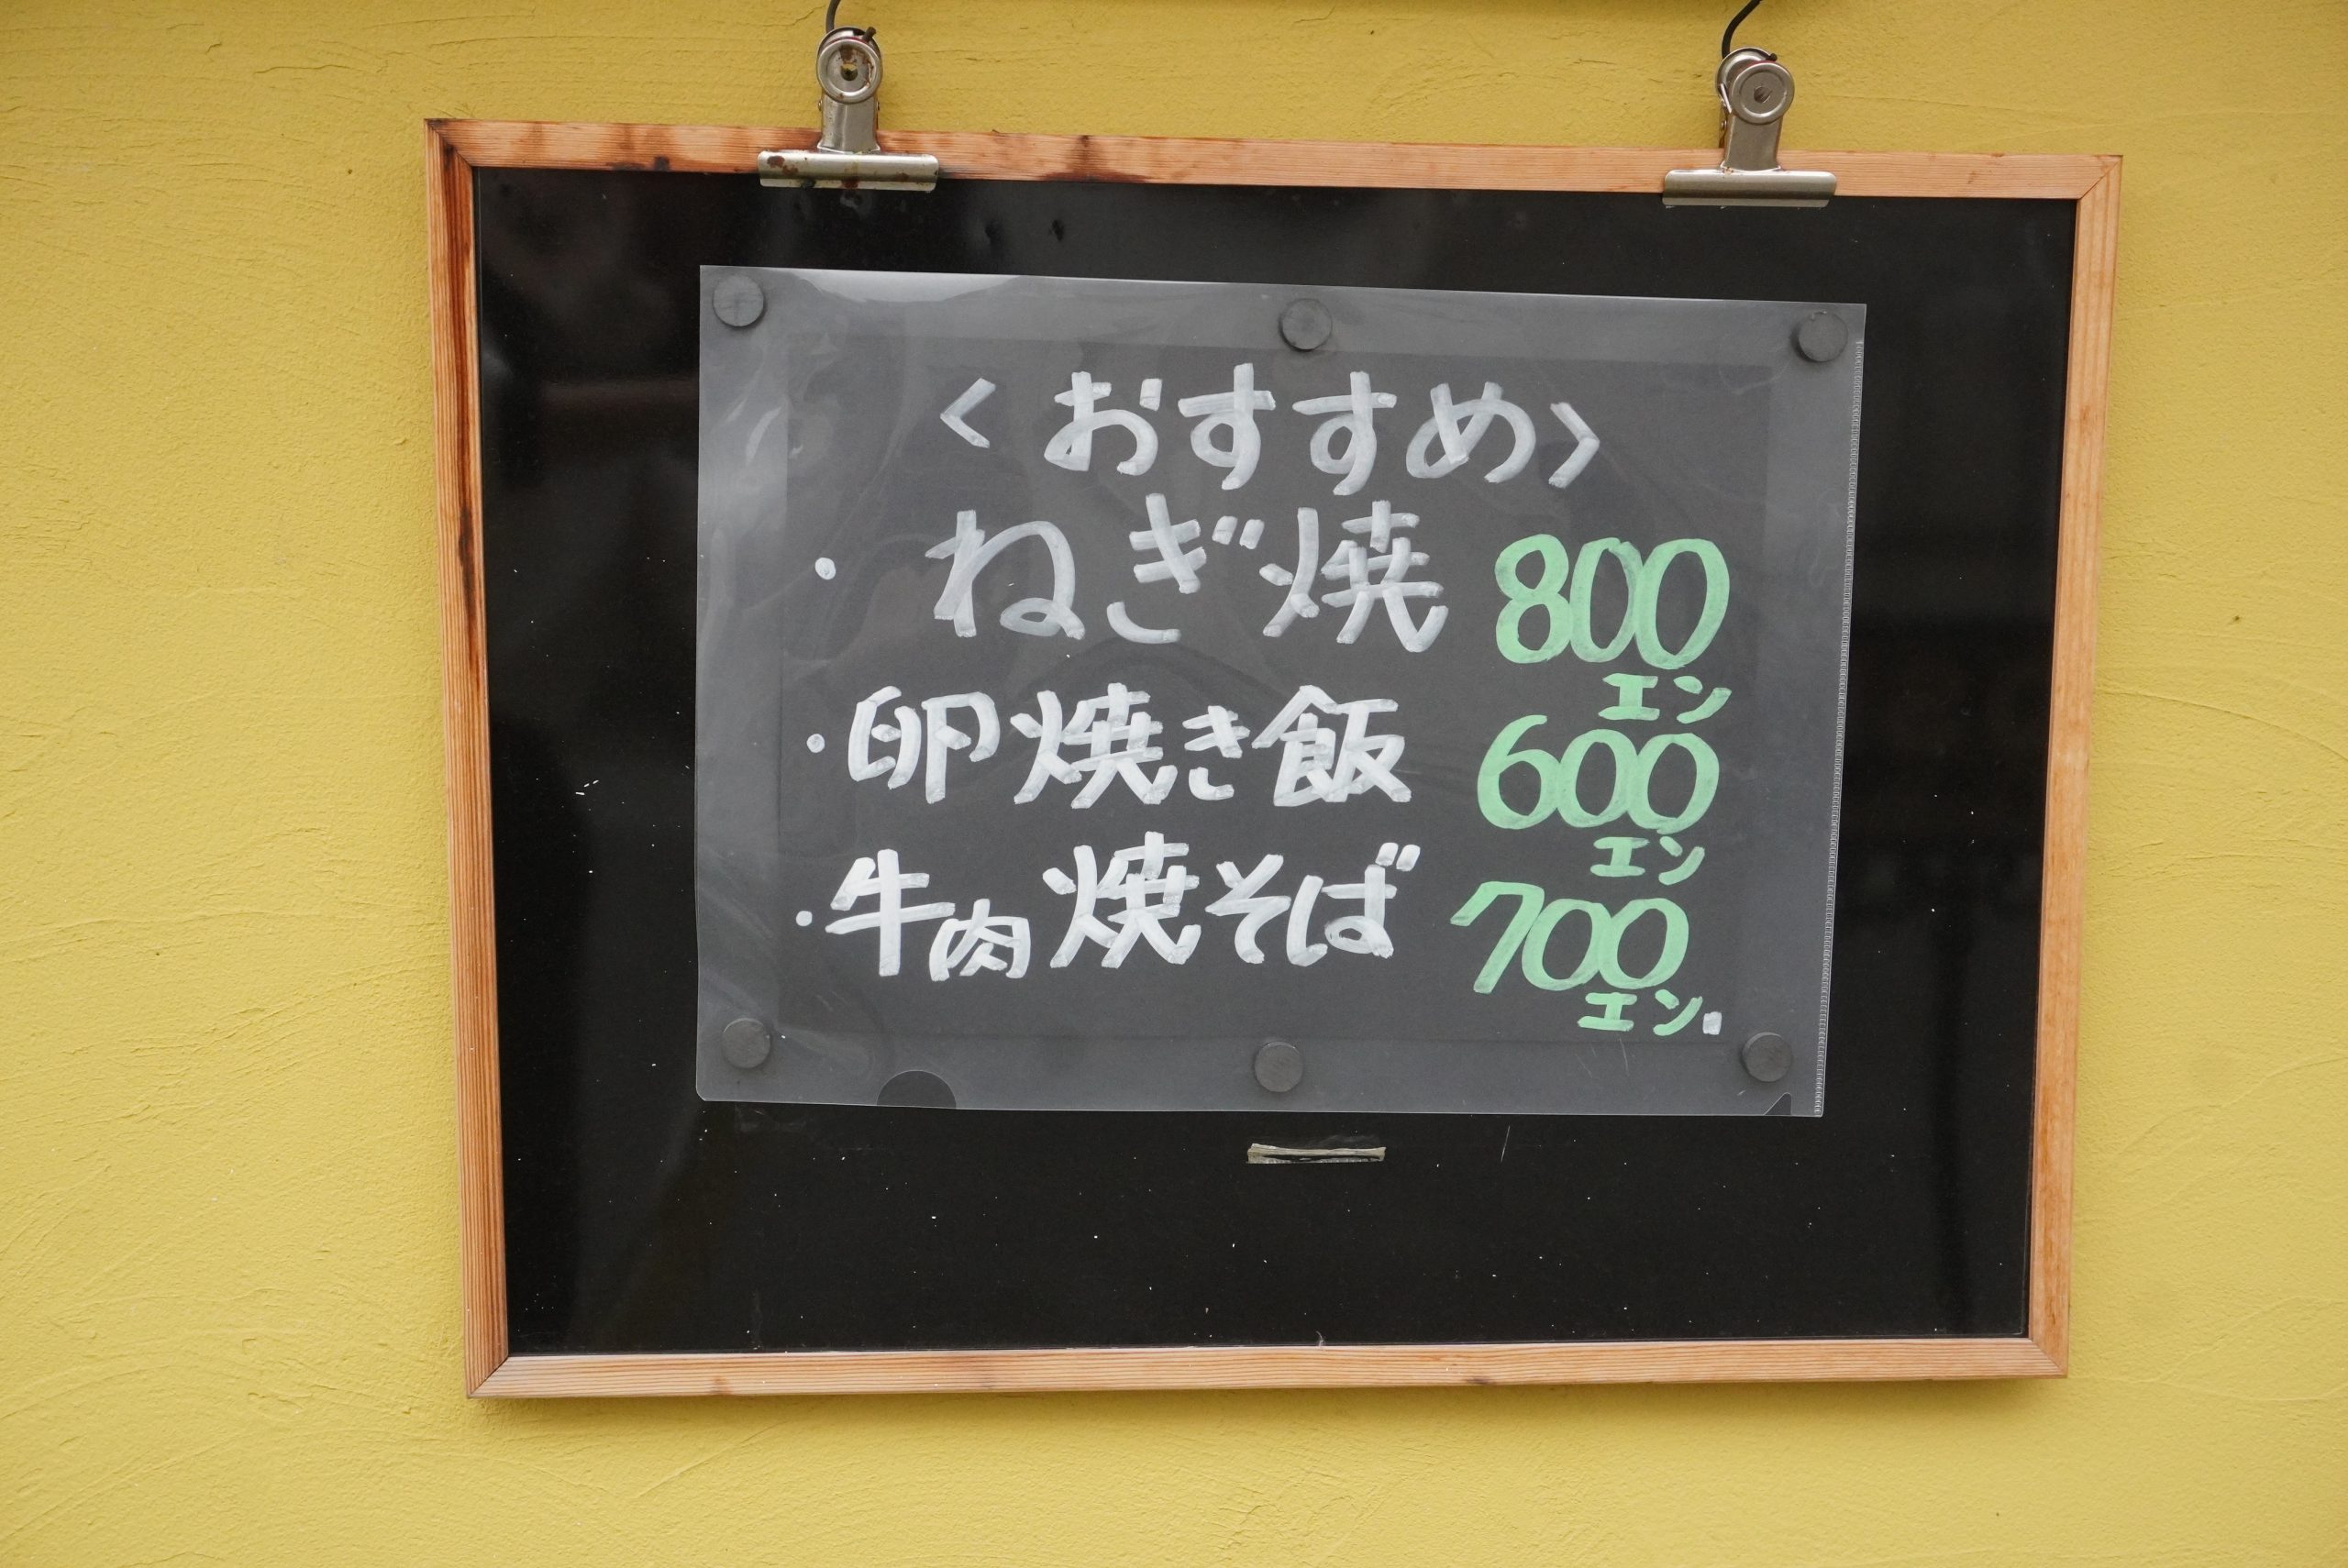 <おすすめ>
・ねぎ焼 800エン
・卵焼き飯 600エン
・牛肉焼そば 700エン.